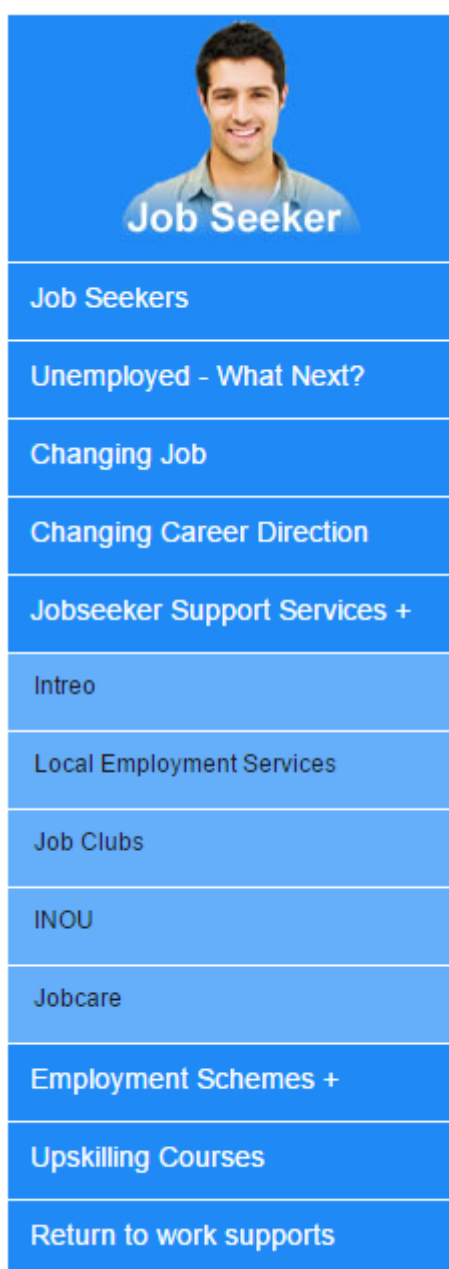 Job Seeker
Job Seekers
Unemployed - What Next?
Changing Job
Changing Career Direction
Jobseeker Support Services +
Intreo
Local Employment Services
Job Clubs
INOU
Jobcare
Employment Schemes +
Upskilling Courses
Return to work supports